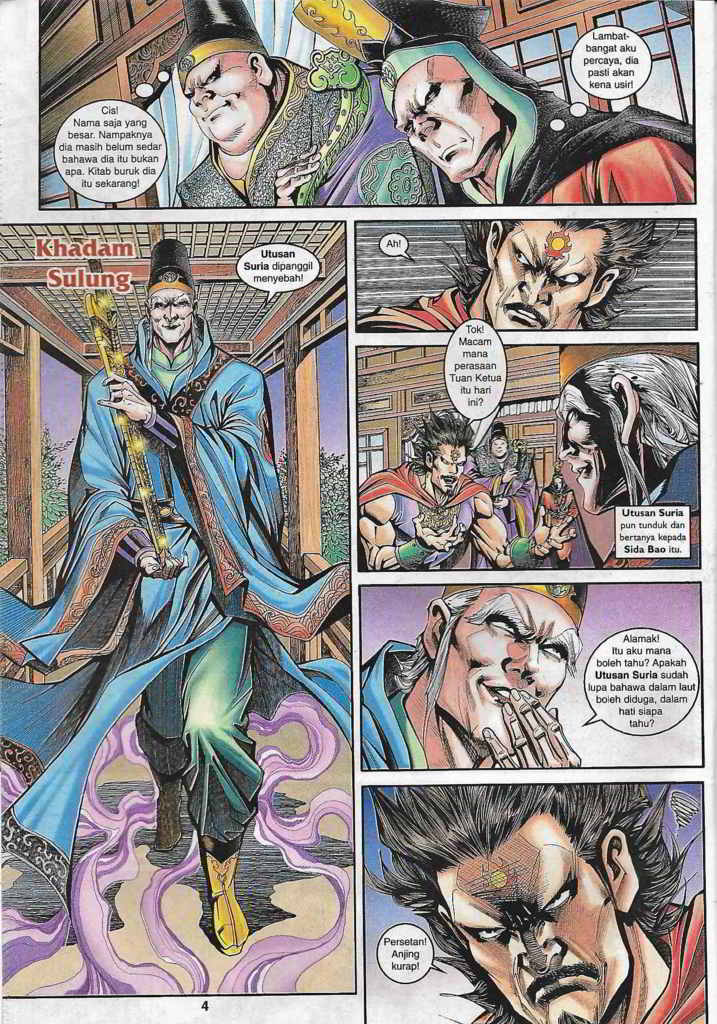 Cis!
Nama saja yang
besar. Nampaknya
dia masih belum sedar
bahawa dia itu bukan
apa. Kitab buruk dia
itu sekarang!
Lambat-
bangat aku
percaya, dia
pasti akan
kena usir!
Khadam
Sulung
Utusan
Suria dipanggil
menyebah!
Ah!
Tok!
Macam
mana
perasaan
Tuan Ketua
itu hari
ini?
Utusan Suria
pun tunduk dan
bertanya kepada
Sida Bao itu.
Alamak!
Itu aku mana
boleh tahu? Apakah
Utusan Suria sudah
lupa bahawa dalam laut
boleh diduga, dalam
hati siapa
tahu?
Persetan!
Anjing
kurap!
4